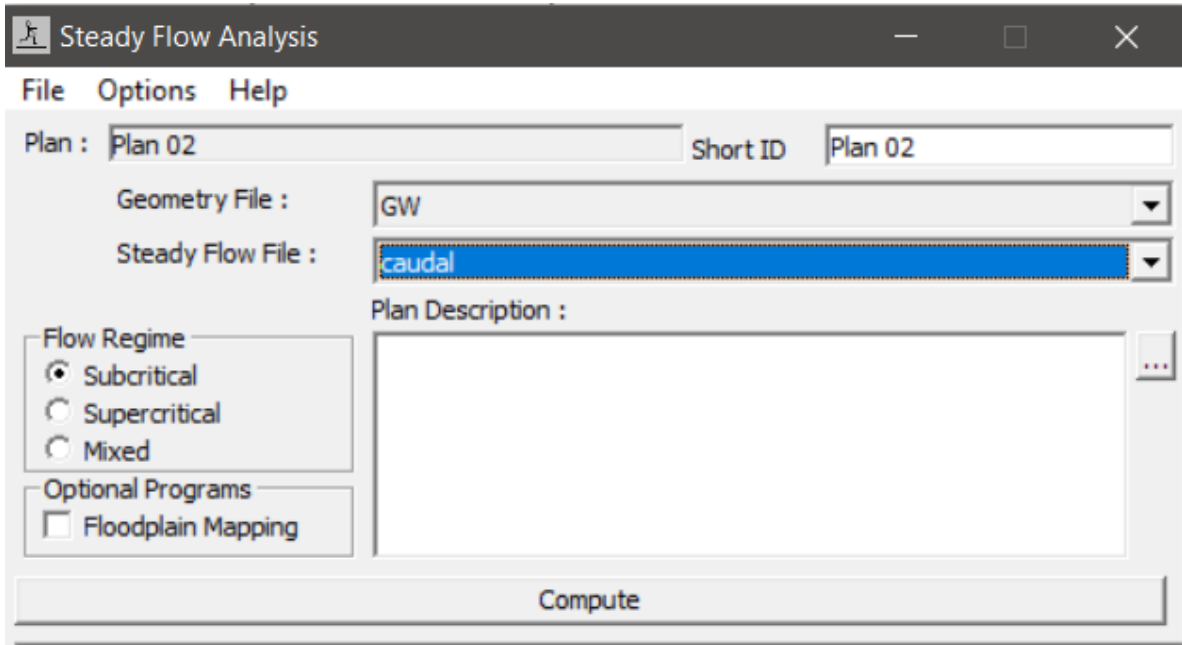 Steady Flow Analysis
File Options Help
Plan : Plan 02 Short ID Plan 02
Geometry File : GW
Steady Flow File : caudal
Plan Description :
Flow Regime
Subcritical
Supercritical
Mixed
Optional Programs
Floodplain Mapping
...
Compute